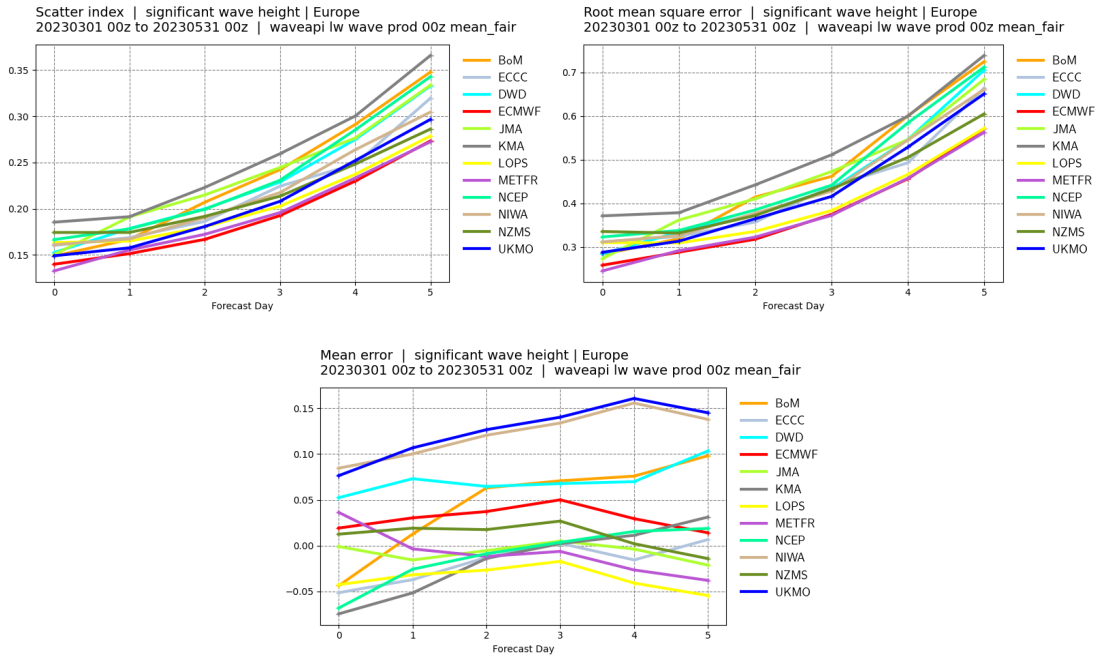 Scatter index | significant wave height | Europe
20230301 00z to 20230531 00z | waveapi lw wave prod 00z mean_fair
0.35
0.30
0.25
0.20
0.15
0
1
2
3
4
5
Forecast Day
BoM
ECCC
DWD
ECMWF
JMA
KMA
LOPS
METFR
NCEP
NIWA
NZMS
UKMO
Root mean square error | significant wave height | Europe
20230301 00z to 20230531 00z | waveapi lw wave prod 00z mean_fair
0.7
0.6
0.5
0.4
0.3
0
1
2
3
4
5
Forecast Day
BoM
ECCC
DWD
ECMWF
JMA
KMA
LOPS
METFR
NCEP
NIWA
NZMS
UKMO
Mean error | significant wave height | Europe
20230301 00z to 20230531 00z | waveapi lw wave prod 00z mean_fair
0.15
0.10
0.05
0.00
−0.05
0
1
2
3
4
5
Forecast Day
BoM
ECCC
DWD
ECMWF
JMA
KMA
LOPS
METFR
NCEP
NIWA
NZMS
UKMO